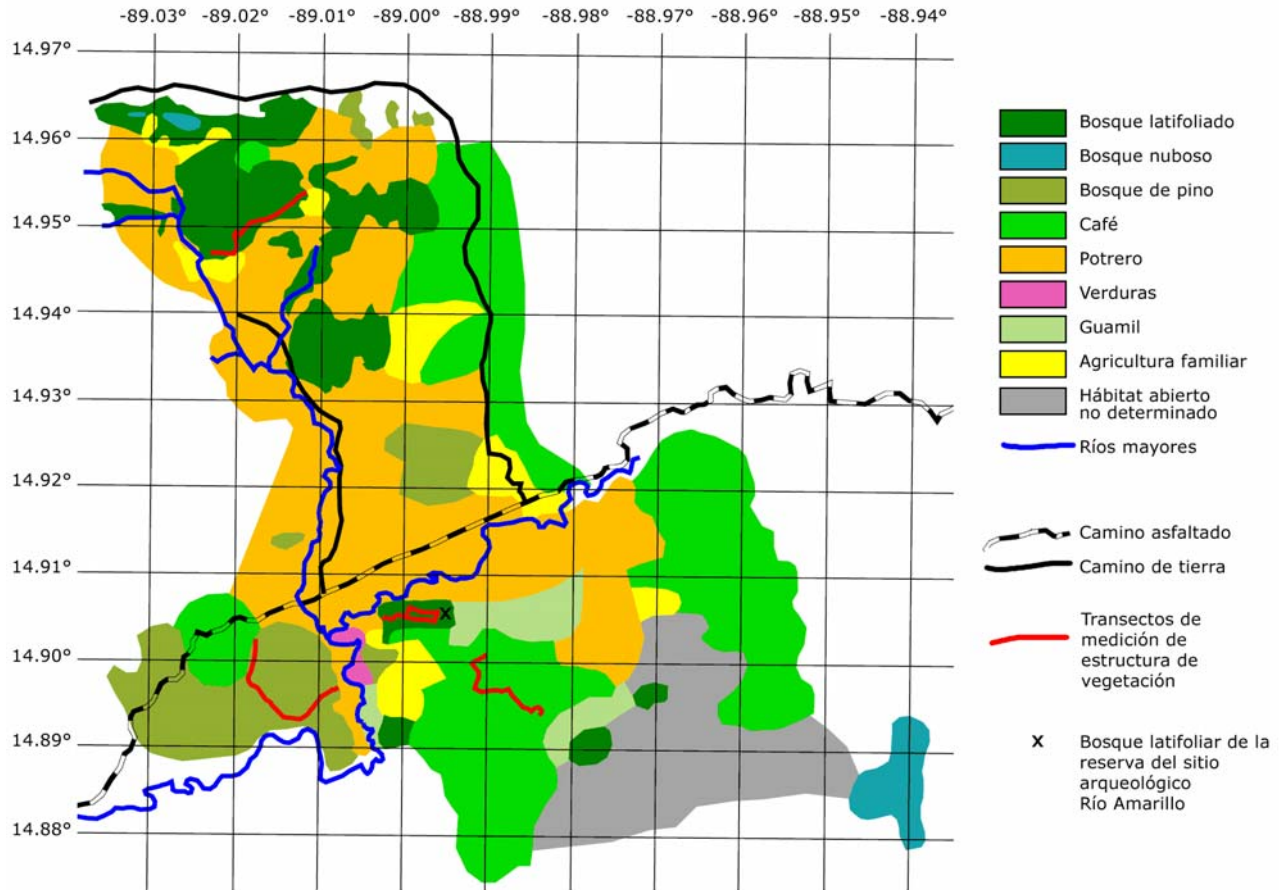 -89.03° -89.02° -89.01° -89.00° -88.99° -88.98° -88.97° -88.96° -88.95° -88.94°
14.97°
14.96°
14.95°
14.94°
14.93°
14.92°
14.91°
14.90°
14.89°
14.88°
X
Bosque latifoliado
Bosque nuboso
Bosque de pino
Café
Potrero
Verduras
Guamil
Agricultura familiar
Hábitat abierto
no determinado
Ríos mayores
Camino asfaltado
Camino de tierra
Transectos de
medición de
estructura de
vegetación
X
Bosque latifoliar de la
reserva del sitio
arqueológico
Río Amarillo